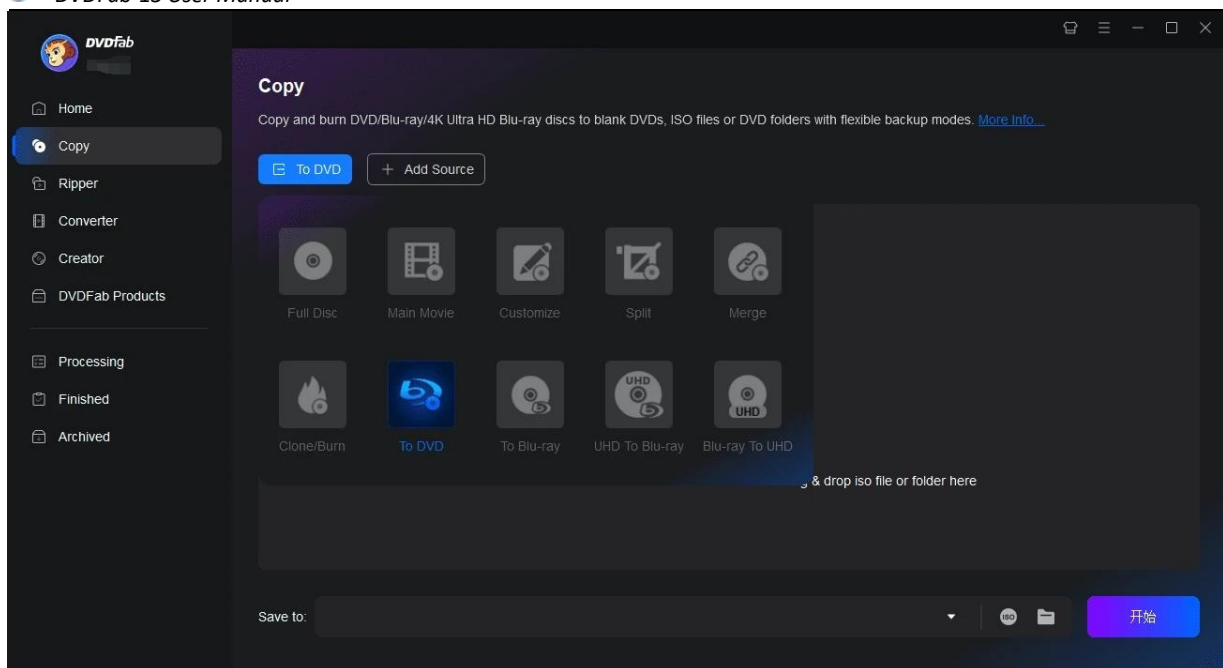 DVDFab 13 User Manual
DVDFab
Home
Copy
Ripper
Converter
Creator
DVDFab Products
Processing
Finished
Archived
Copy
Copy and burn DVD/Blu-ray/4K Ultra HD Blu-ray discs to blank DVDs, ISO files or DVD folders with flexible backup modes. More Info...
To DVD + Add Source
Full Disc Main Movie Customize Split Merge
UHD
UHD
Clone/Burn To DVD To Blu-ray UHD To Blu-ray Blu-ray To UHD
& drop iso file or folder here
Save to: ISO 开始